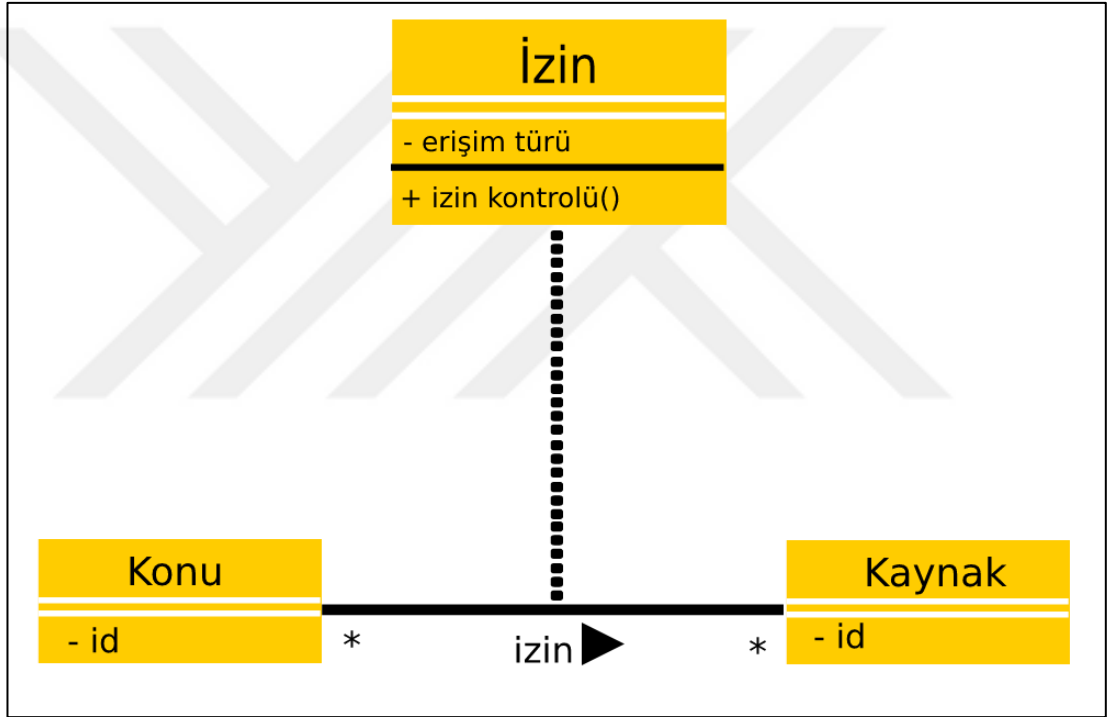 İzin
- erişim türü
+ izin kontrolü()
Konu
- id
*
izin
*
Kaynak
- id